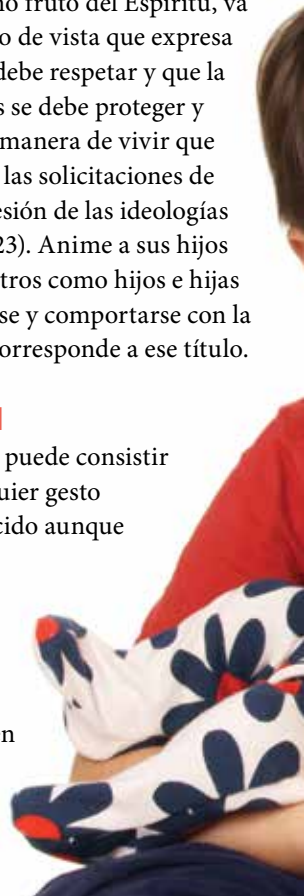 no fruto del Espíritu, va
o de vista que expresa
debe respetar y que la
s se debe proteger y
manera de vivir que
las solicitaciones de
esión de las ideologías
23). Anime a sus hijos
tros como hijos e hijas
se y comportarse con la
orresponde a ese título.
puede consistir
uier gesto
cido aunque
en